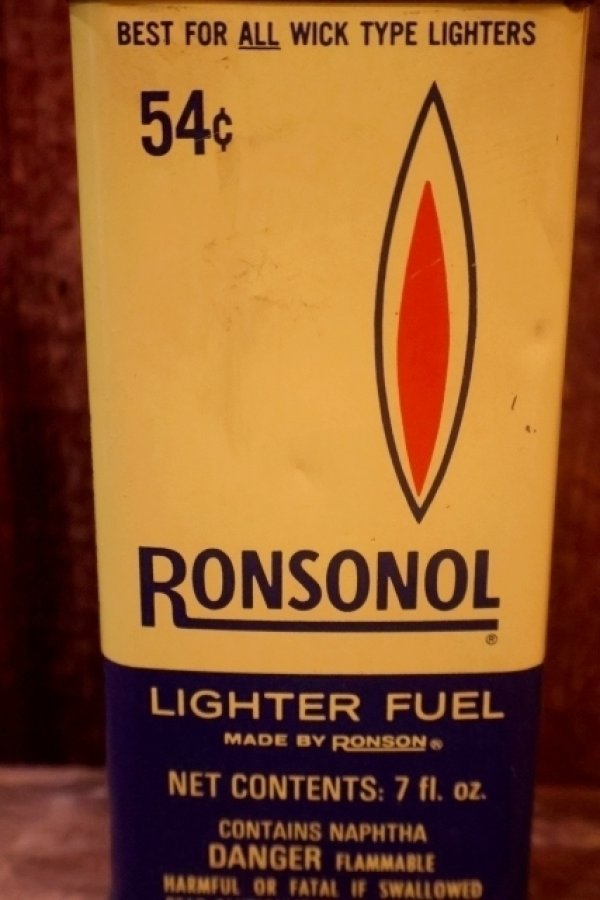 BEST FOR ALL WICK TYPE LIGHTERS
54¢
RONSONOL
®
LIGHTER FUEL
MADE BY RONSON®
NET CONTENTS: 7 fl. oz.
CONTAINS NAPHTHA
DANGER FLAMMABLE
HARMFUL OR FATAL IF SWALLOWED